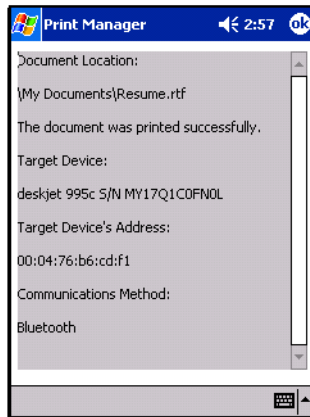 Print Manager 2:57 ok
Document Location:
\My Documents\Resume.rtf
The document was printed successfully.
Target Device:
deskjet 995c S/N MY17Q1C0FN0L
Target Device's Address:
00:04:76:b6:cd:f1
Communications Method:
Bluetooth